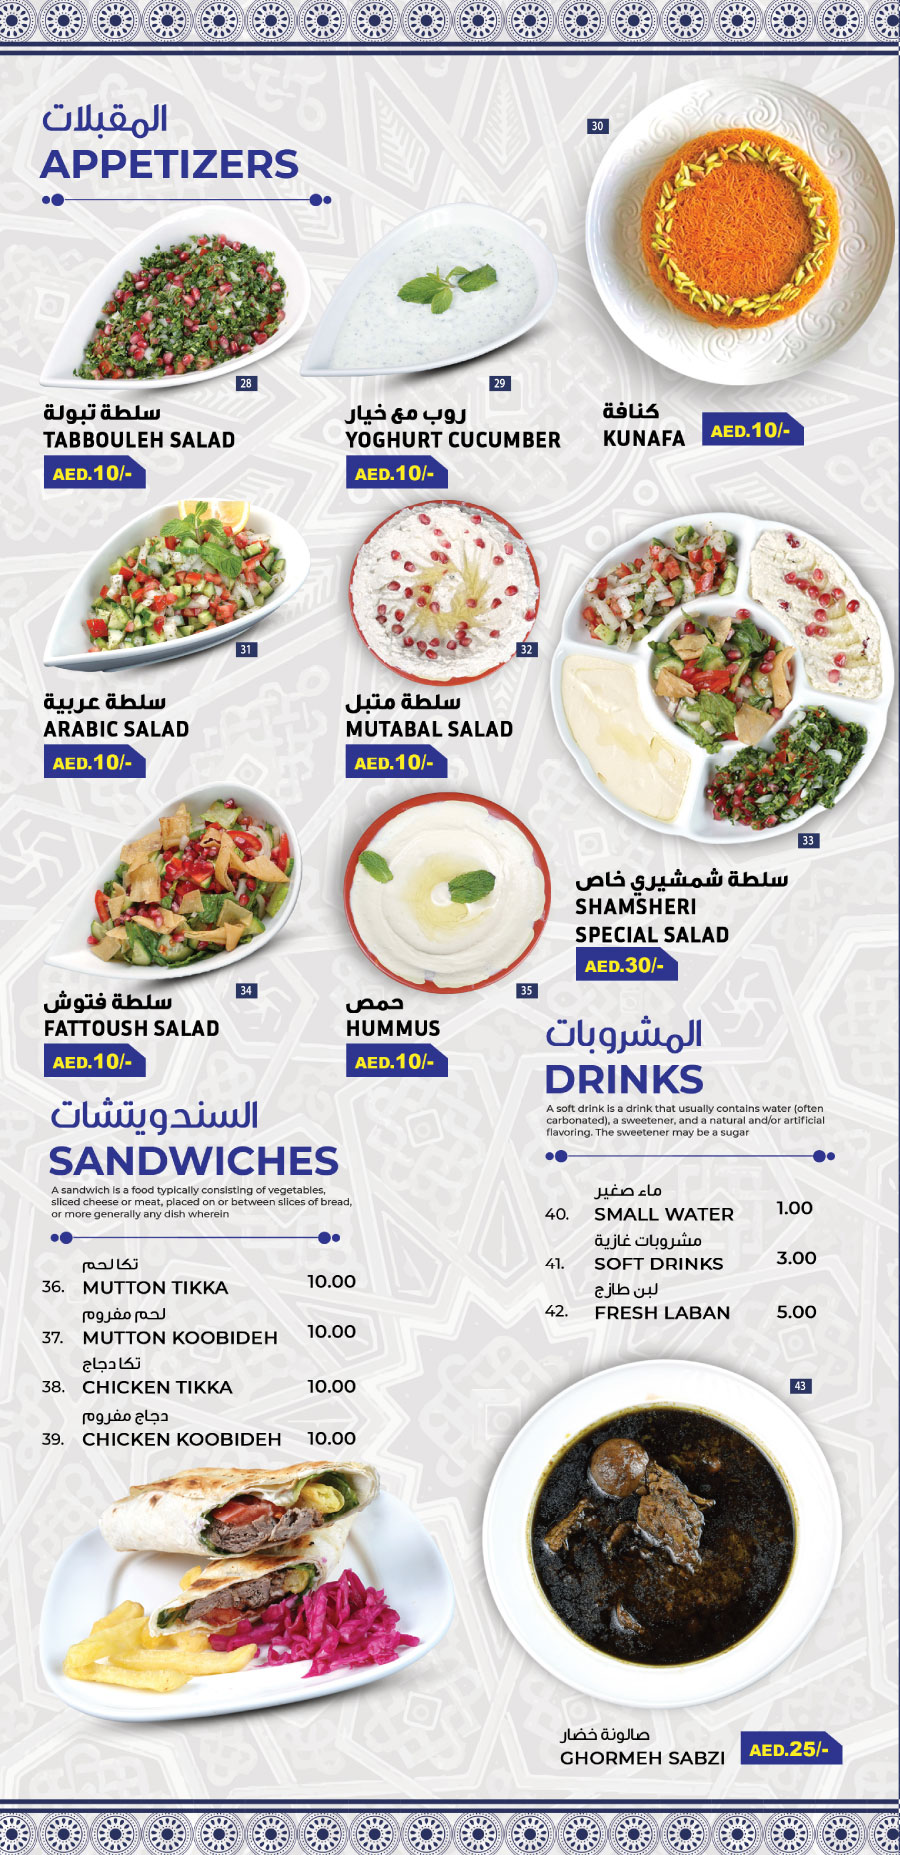 المقبلات
APPETIZERS
28
سلطة تبولة
TABBOULEH SALAD
AED.10/-
29
روب مع خيار
YOGHURT CUCUMBER
AED.10/-
30
كنافة
KUNAFA
AED.10/-
31
سلطة عربية
ARABIC SALAD
AED.10/-
32
سلطة متبل
MUTABAL SALAD
AED.10/-
33
سلطة شمشيري خاص
SHAMSHERI
SPECIAL SALAD
AED.30/-
34
سلطة فتوش
FATTOUSH SALAD
AED.10/-
35
حمص
HUMMUS
AED.10/-
السندويتشات
SANDWICHES
A sandwich is a food typically consisting of vegetables,
sliced cheese or meat, placed on or between slices of bread,
or more generally any dish wherein
تكا لحم
36. MUTTON TIKKA 10.00
لحم مفروم
37. MUTTON KOOBIDEH 10.00
تكا دجاج
38. CHICKEN TIKKA 10.00
دجاج مفروم
39. CHICKEN KOOBIDEH 10.00
المشروبات
DRINKS
A soft drink is a drink that usually contains water (often
carbonated), a sweetener, and a natural and/or artificial
flavoring. The sweetener may be a sugar
ماء صغير
40. SMALL WATER 1.00
مشروبات غازية
41. SOFT DRINKS 3.00
لبن طازج
42. FRESH LABAN 5.00
43
صالونة خضار
GHORMEH SABZI
AED.25/-